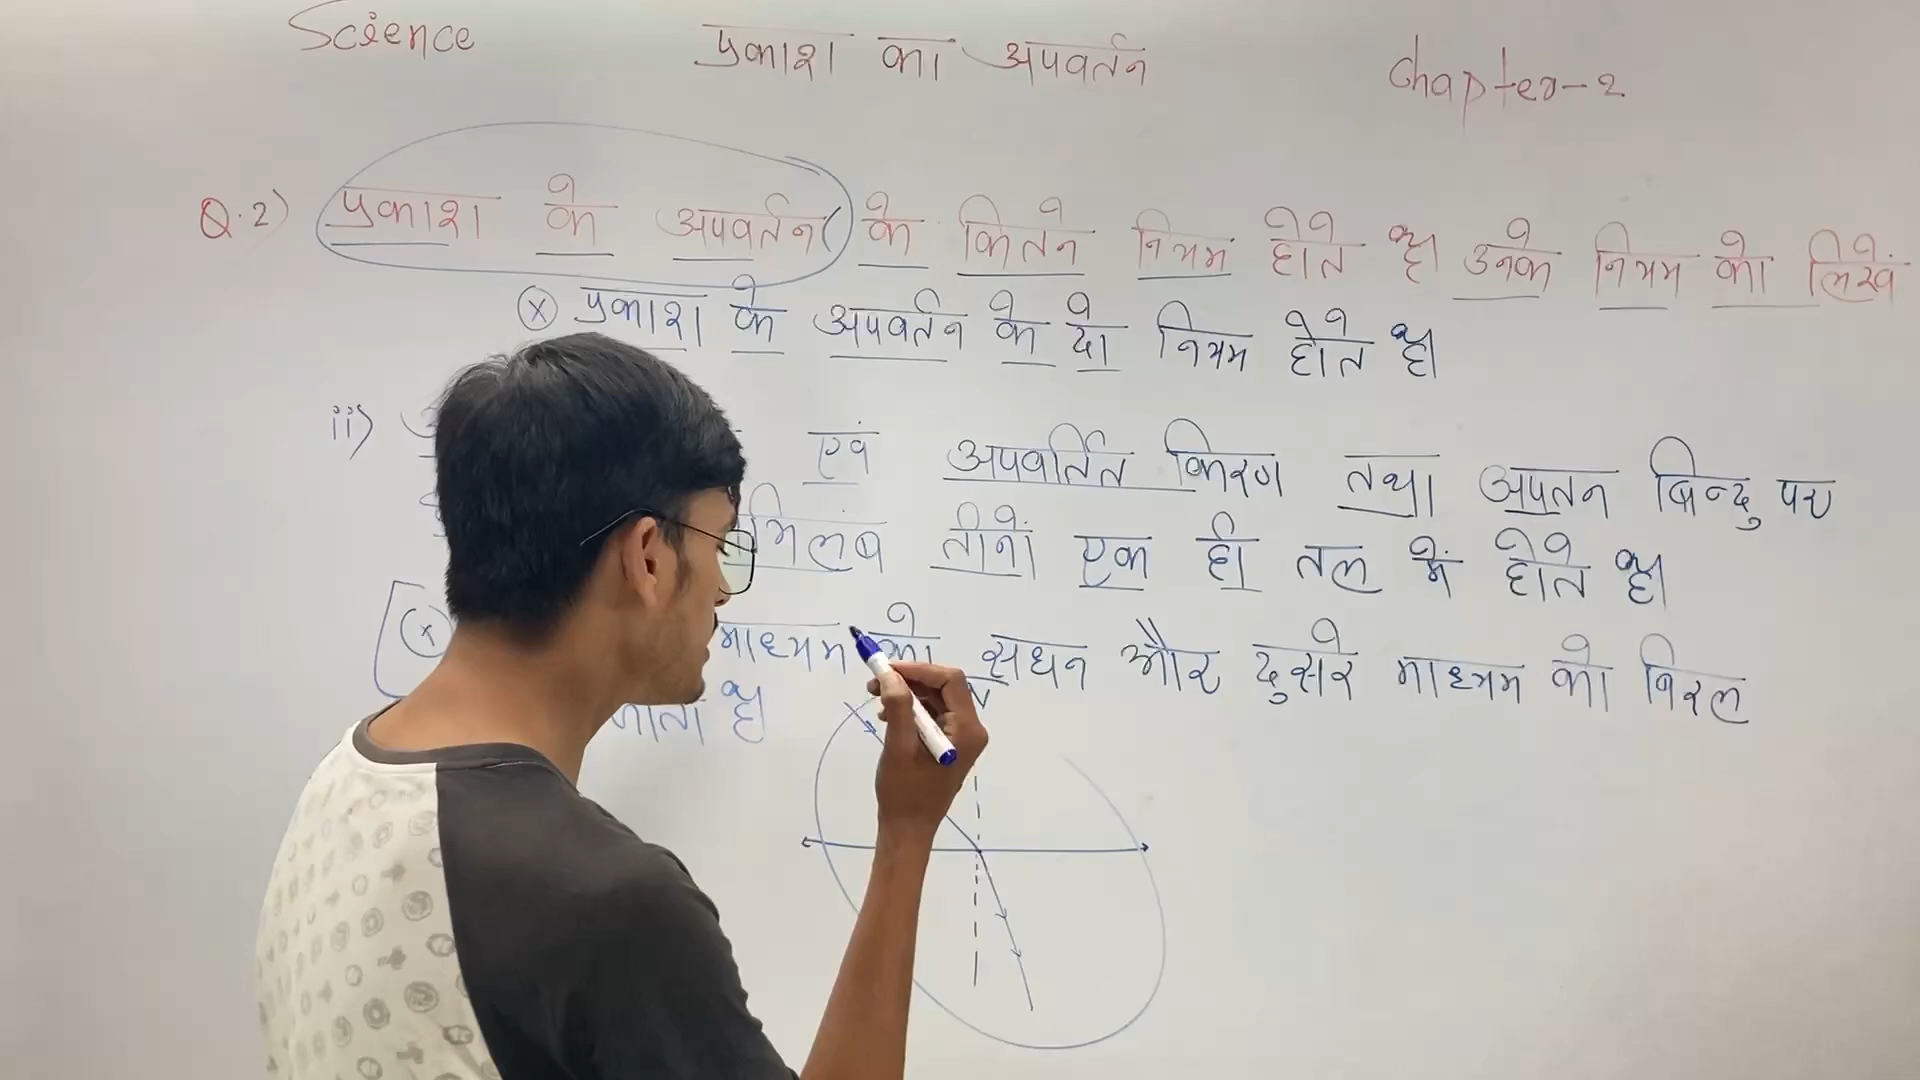 Science प्रकाश का अपवर्तन Chapter-2
Q.2) प्रकाश के अपवर्तन के कितने नियम होते है। उनके नियम को लिखें
(x) प्रकाश के अपवर्तन के दो नियम होते है।
ii) एवं अपवर्तित किरण तथा अपतन बिन्दु पर
तीनों एक ही तल में होते है।
(x) माध्यम को सघन और दुसरे माध्यम को विरल
जाता है।
N